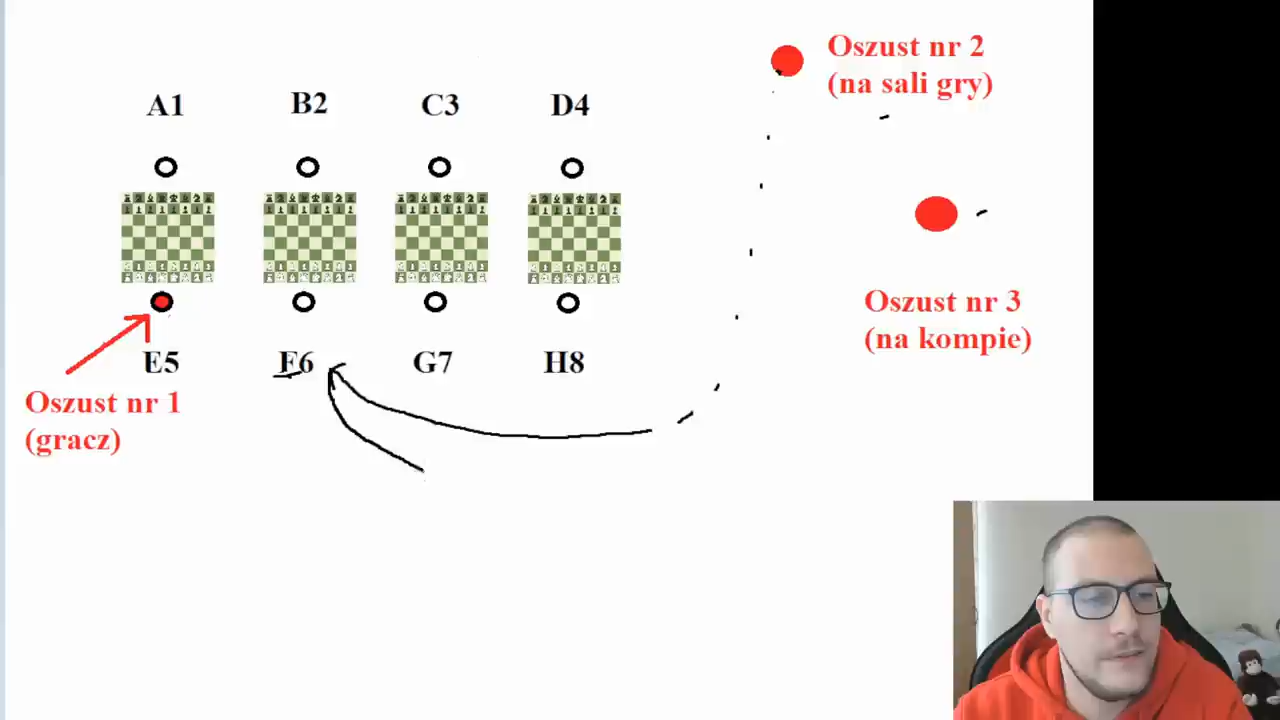 Oszust nr 2
(na sali gry)
A1
B2
C3
D4
Oszust nr 3
(na kompie)
E5
F6
G7
H8
Oszust nr 1
(gracz)